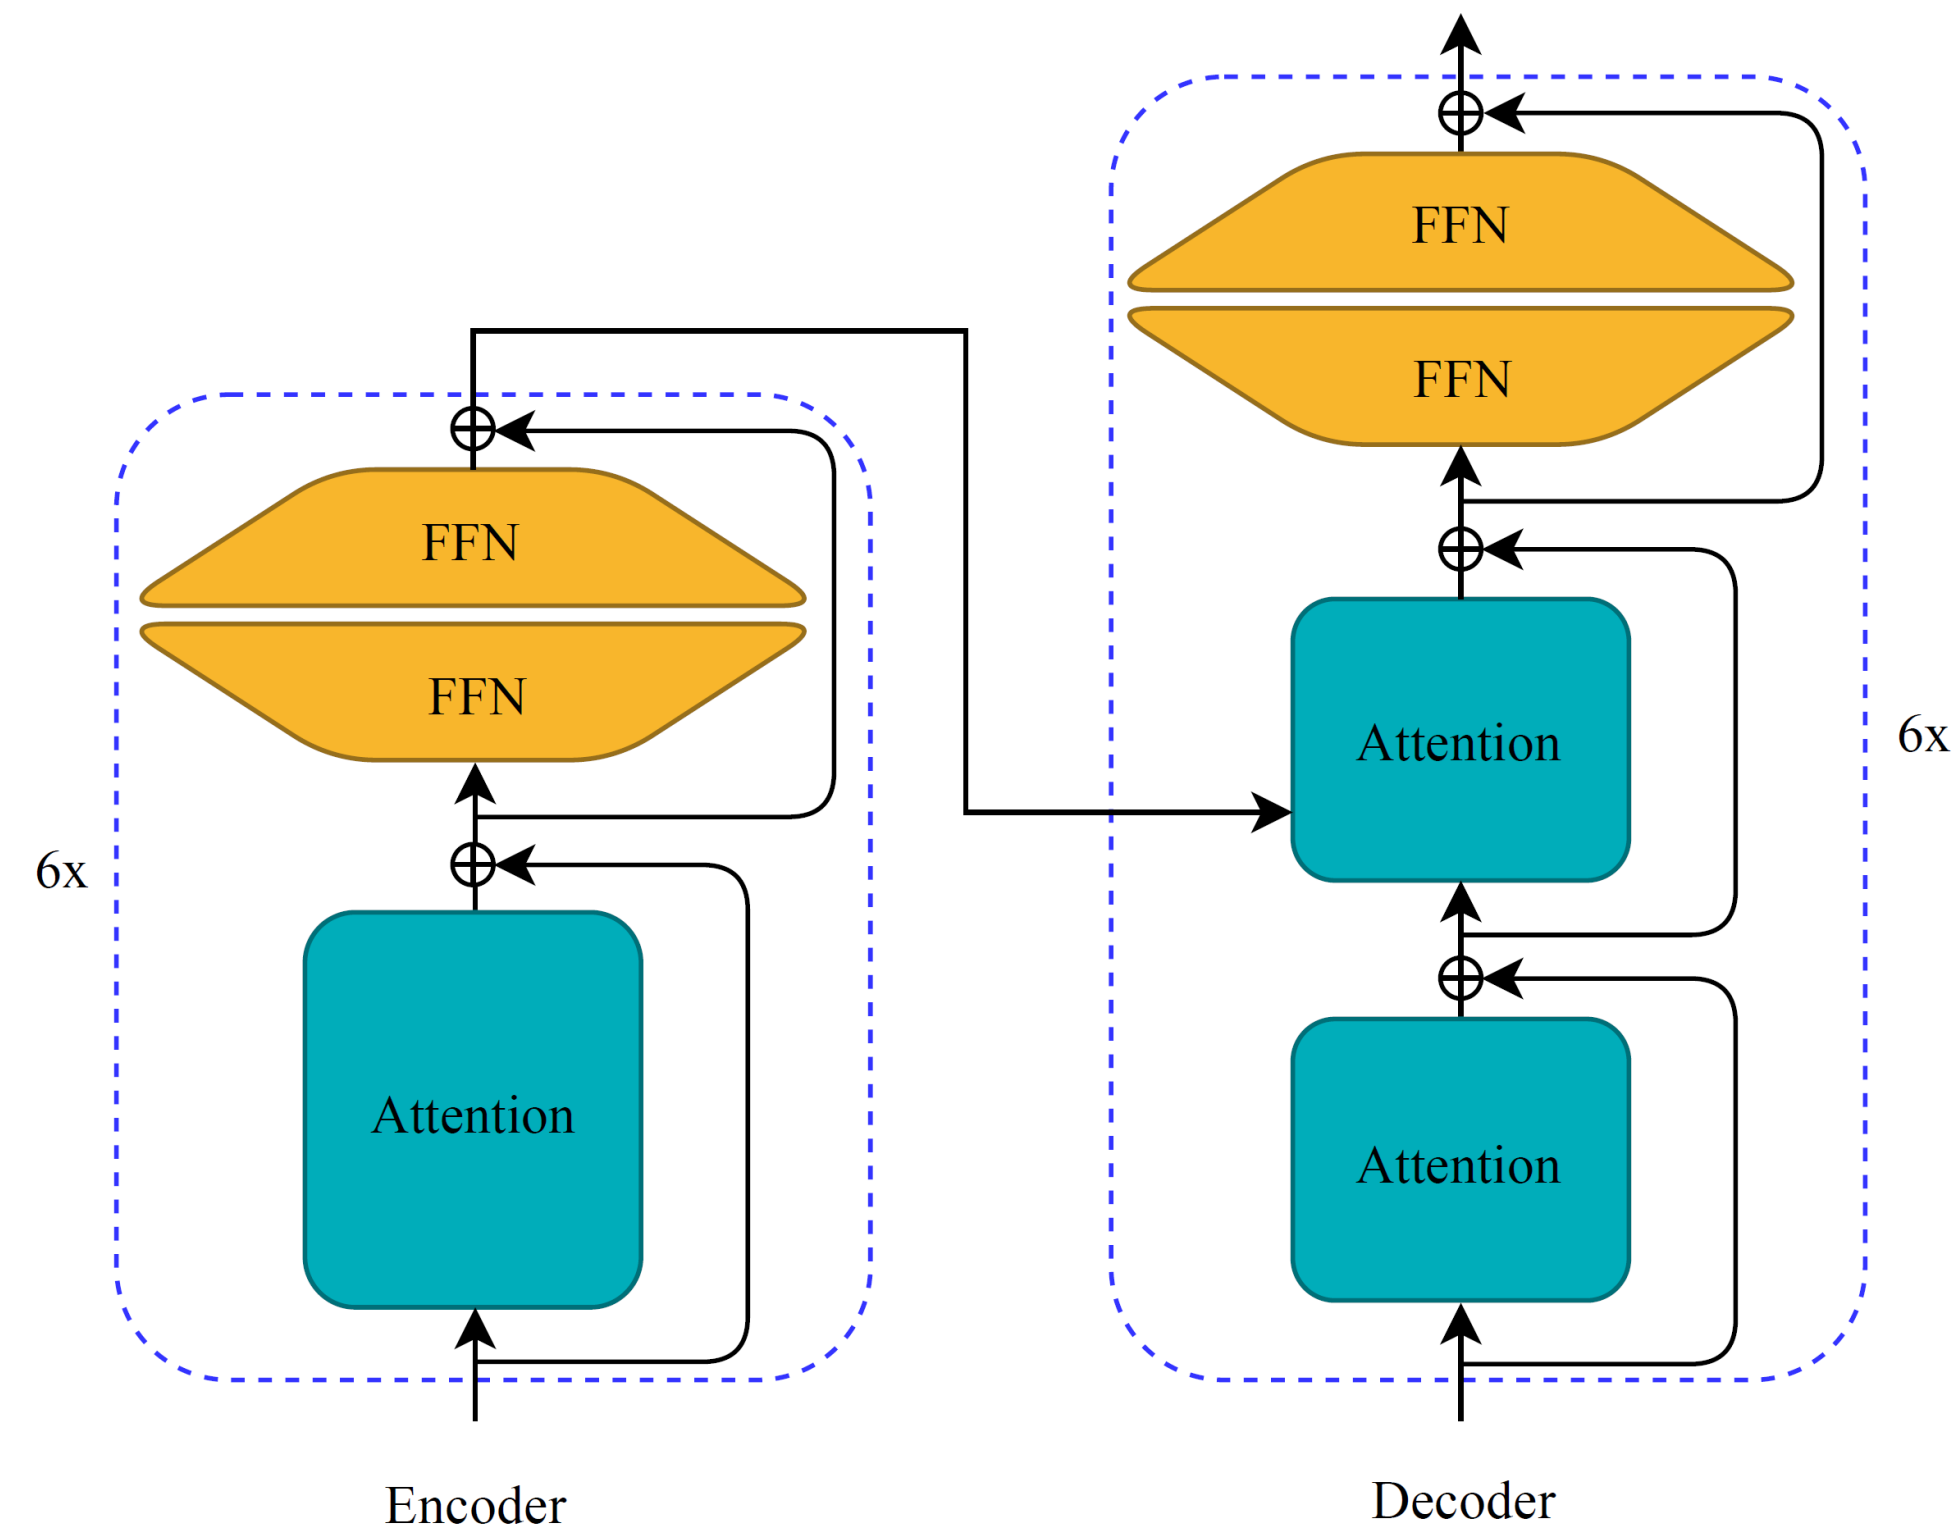 FFN
FFN
6x
Attention
Encoder
FFN
FFN
Attention
6x
Attention
Decoder